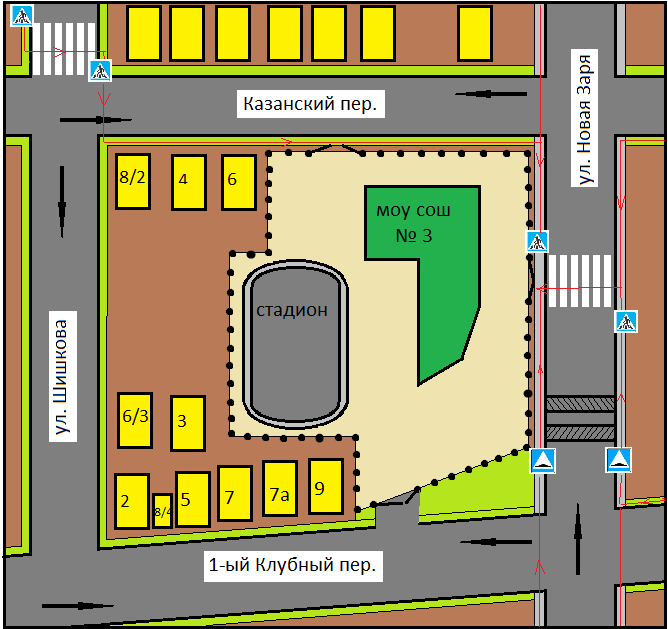 Казанский пер.
ул. Новая Заря
8/2
4
6
моу сош
№ 3
стадион
ул. Шишкова
6/3
3
2
8/4
5
7
7а
9
1-ый Клубный пер.